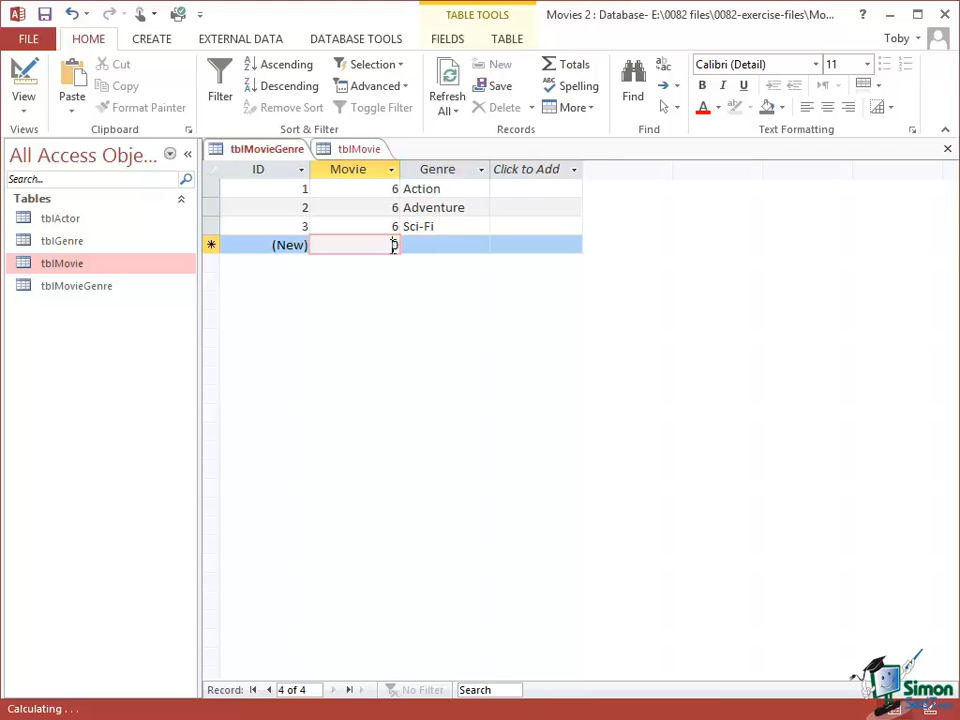 TABLE TOOLS
Movies 2 : Database- E:\0082 files\0082-exercise-files\Mo...
?
FILE
HOME
CREATE
EXTERNAL DATA
DATABASE TOOLS
FIELDS
TABLE
Toby
View
Views
Paste
Cut
Copy
Format Painter
Clipboard
Filter
Ascending
Descending
Remove Sort
Selection
Advanced
Toggle Filter
Sort & Filter
Refresh
All
New
Save
Delete
Totals
Spelling
More
Records
Find
Find
Calibri (Detail)
11
B I U
Text Formatting
All Access Obje...
Search...
Tables
tblActor
tblGenre
tblMovie
tblMovieGenre
tblMovieGenre
tblMovie
ID Movie Genre Click to Add
1 6 Action
2 6 Adventure
3 6 Sci-Fi
(New) 0
Record: 4 of 4 No Filter Search
Calculating . . .
Simon